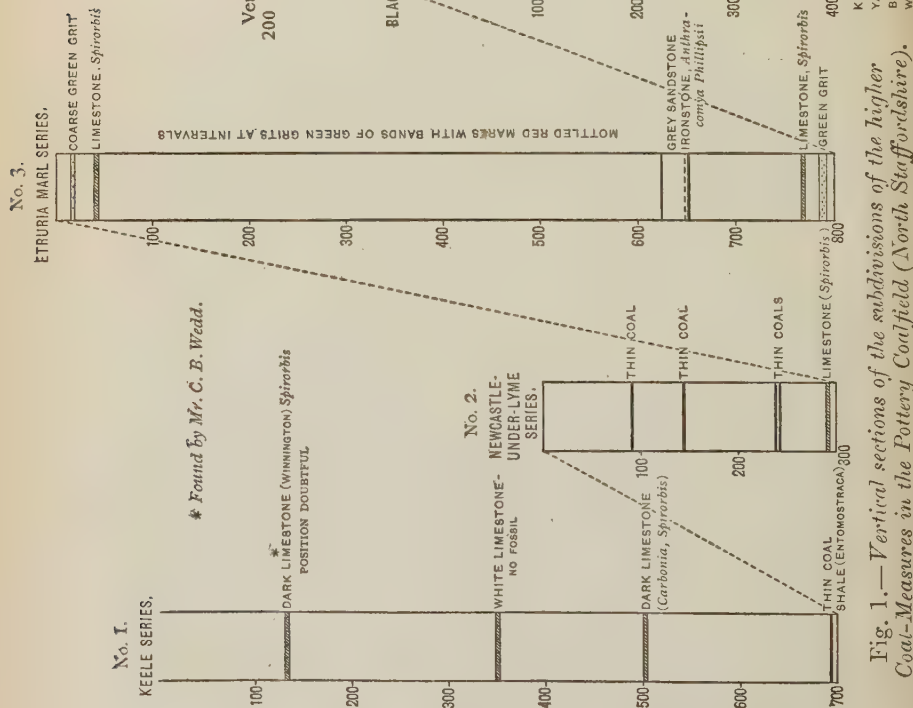 No. 1.
KEELE SERIES.
100
DARK LIMESTONE (WINNINGTON) Spirorbis
*
POSITION DOUBTFUL
200
300
WHITE LIMESTONE-
NO FOSSIL
400
500
DARK LIMESTONE
(Carbonia, Spirorbis)
600
THIN COAL
SHALE (ENTOMOSTRACA)
700
* Found by Mr. C. B. Wedd.
No. 2.
NEWCASTLE-
UNDER-LYME
SERIES.
THIN COAL
100
THIN COAL
200
THIN COALS
LIMESTONE (Spirorbis)
300
No. 3.
ETRURIA MARL SERIES.
COARSE GREEN GRIT
LIMESTONE. Spirorbis
100
200
300
400
500
600
700
800
MOTTLED RED MARLS WITH BANDS OF GREEN GRITS AT INTERVALS
GREY SANDSTONE
IRONSTONE, Anthra-
comya Phillipsii
LIMESTONE, Spirorbis
GREEN GRIT
Ver
200
BLAC
100
200
300
400
K
Y
B
W
Fig. 1.—Vertical sections of the subdivisions of the higher
Coal-Measures in the Pottery Coalfield (North Staffordshire).